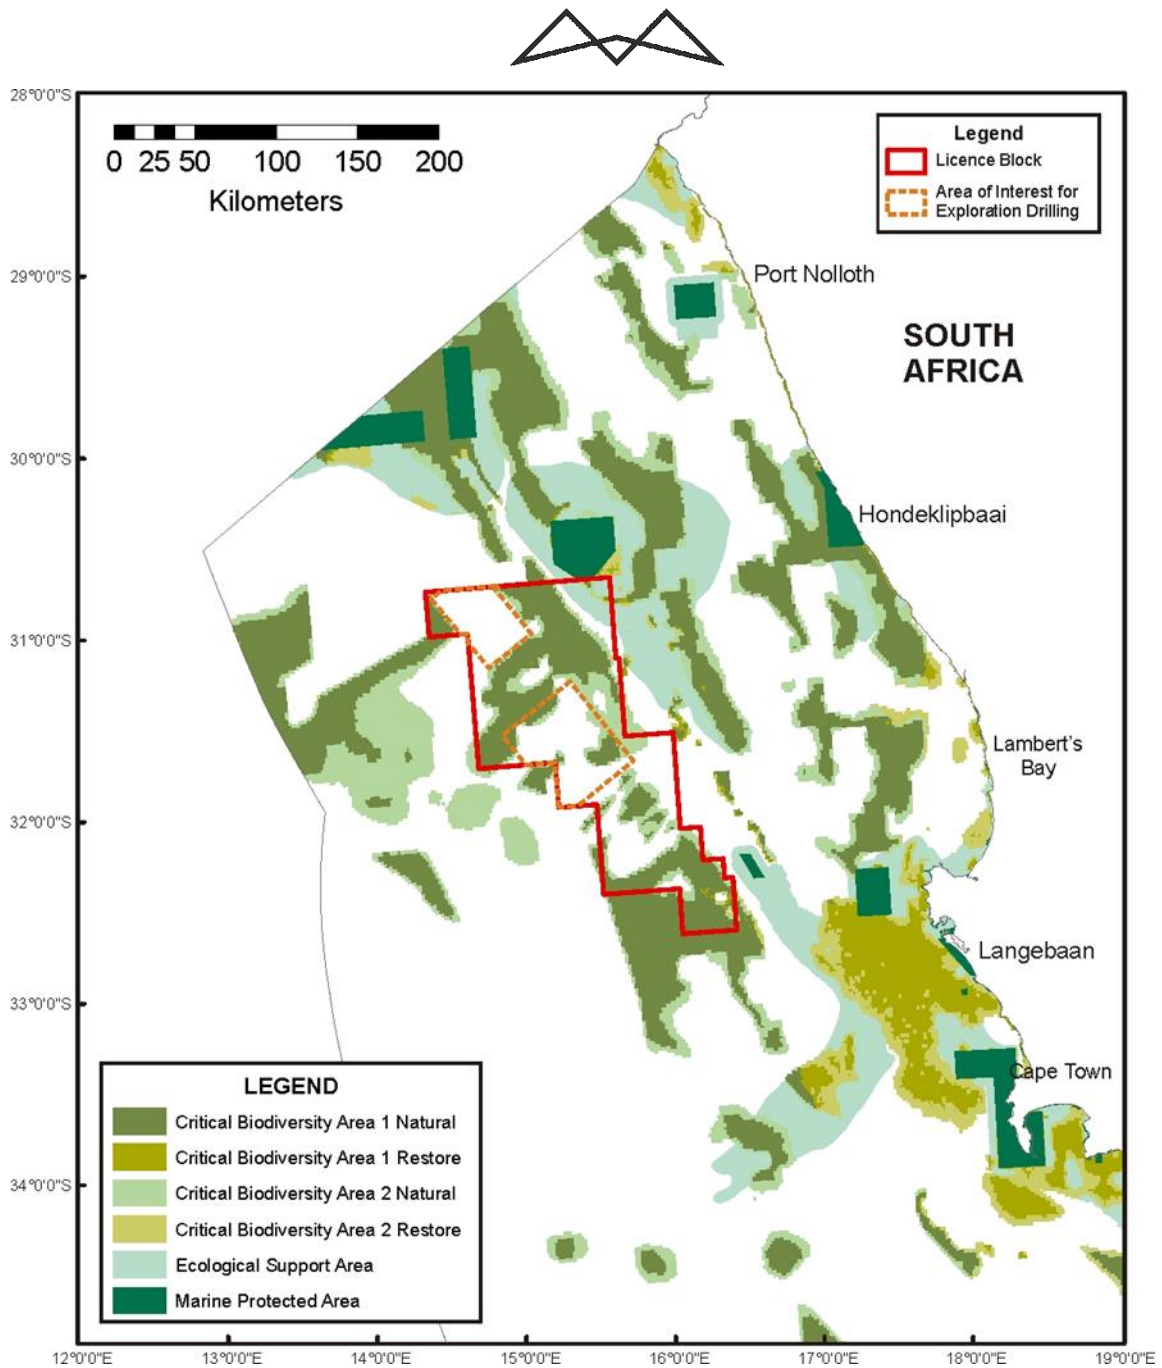 28°0'0"S
0 25 50 100 150 200
Kilometers
Legend
Licence Block
Area of Interest for
Exploration Drilling
29°0'0"S
Port Nolloth
SOUTH
AFRICA
30°0'0"S
Hondeklipbaai
31°0'0"S
Lambert's
Bay
32°0'0"S
Langebaan
33°0'0"S
Cape Town
LEGEND
Critical Biodiversity Area 1 Natural
Critical Biodiversity Area 1 Restore
Critical Biodiversity Area 2 Natural
Critical Biodiversity Area 2 Restore
Ecological Support Area
Marine Protected Area
34°0'0"S
12°0'0"E 13°0'0"E 14°0'0"E 15°0'0"E 16°0'0"E 17°0'0"E 18°0'0"E 19°0'0"E